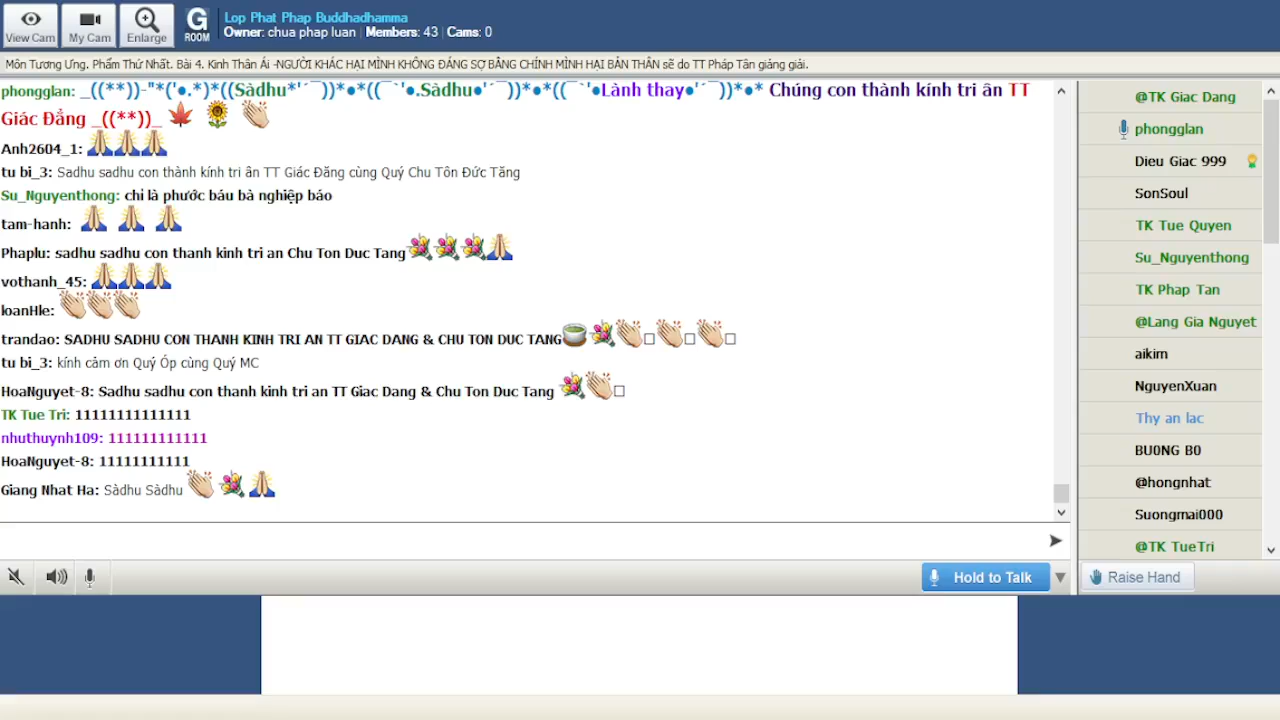 View Cam
My Cam
Enlarge
G
ROOM
Lop Phat Phap Buddhadhamma
Owner: chua phap luan | Members: 43 | Cams: 0
Môn Tương Ưng. Phẩm Thứ Nhất. Bài 4. Kinh Thân Ái -NGƯỜI KHÁC HẠI MÌNH KHÔNG ĐÁNG SỢ BẰNG CHÍNH MÌNH HẠI BẢN THÂN sẽ do TT Pháp Tân giảng giải.
phongglan: _((**))-"*('●.*)*((Sàdhu*'´¯))*●*((¯`'●.Sàdhu●'´¯))*●*●*((¯`'●Lành thay●'´¯))*●* Chúng con thành kính tri ân TT
Giác Đẳng _((**))_
Anh2604_1:
tu bi_3: Sadhu sadhu con thành kính tri ân TT Giác Đăng cùng Quý Chu Tôn Đức Tăng
Su_Nguyenthong: chỉ là phước báu bà nghiệp báo
tam-hanh:
Phaplu: sadhu sadhu con thanh kinh tri an Chu Ton Duc Tang
vothanh_45:
loanHle:
trandao: SADHU SADHU CON THANH KINH TRI AN TT GIAC DANG & CHU TON DUC TANG
tu bi_3: kính cảm ơn Quý Óp cùng Quý MC
HoaNguyet-8: Sadhu sadhu con thanh kinh tri an TT Giac Dang & Chu Ton Duc Tang
TK Tue Tri: 11111111111111
nhuthuynh109: 111111111111
HoaNguyet-8: 11111111111
Giang Nhat Ha: Sàdhu Sàdhu
@TK Giac Dang
phongglan
Dieu Giac 999
SonSoul
TK Tue Quyen
Su_Nguyenthong
TK Phap Tan
@Lang Gia Nguyet
aikim
NguyenXuan
Thy an lac
BU0NG B0
@hongnhat
Suongmai000
@TK TueTri
Hold to Talk
Raise Hand